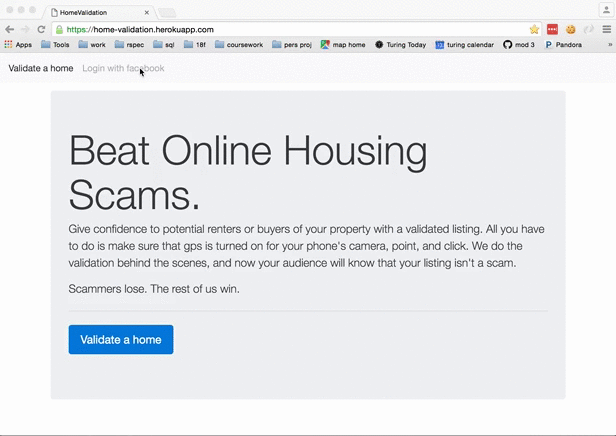 HomeValidation
https://home-validation.herokuapp.com
Apps Tools work rspec sql 18f coursework pers proj map home Turing Today turing calendar mod 3 Pandora
Validate a home Login with facebook
Beat Online Housing
Scams.
Give confidence to potential renters or buyers of your property with a validated listing. All you have
to do is make sure that gps is turned on for your phone's camera, point, and click. We do the
validation behind the scenes, and now your audience will know that your listing isn't a scam.
Scammers lose. The rest of us win.
Validate a home